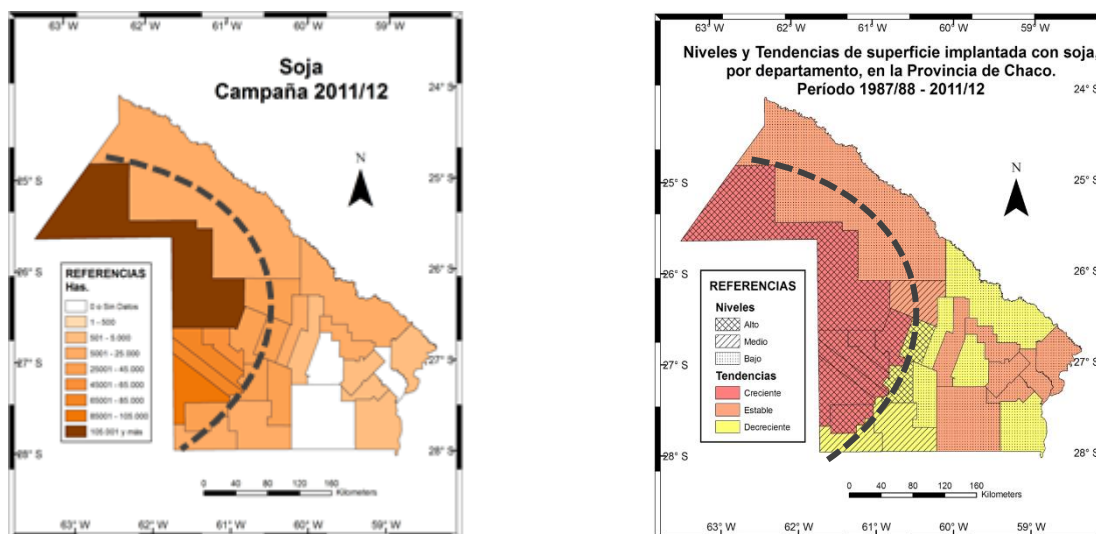 63° W 62° W 61° W 60° W 59° W
Soja
Campaña 2011/12
24° S
25° S
25° S
N
26° S
26° S
REFERENCIAS
Has.
0 o Sin Datos
1 - 500
501 - 5.000
5001 - 25.000
25001 - 45.000
45001 - 65.000
65001 - 85.000
85001 - 105.000
105.001 y más
27° S
27° S
28° S
28° S
0 40 80 120 160
Kilometers
63° W 62° W 61° W 60° W 59° W
63° W 62° W 61° W 60° W 59° W
Niveles y Tendencias de superficie implantada con soja,
por departamento, en la Provincia de Chaco.
Período 1987/88 - 2011/12
24° S
25° S
25° S
N
26° S
26° S
REFERENCIAS
Niveles
Alto
Medio
Bajo
Tendencias
Creciente
Estable
Decreciente
27° S
27° S
28° S
28° S
0 40 80 120 160
Kilometers
63° W 62° W 61° W 60° W 59° W